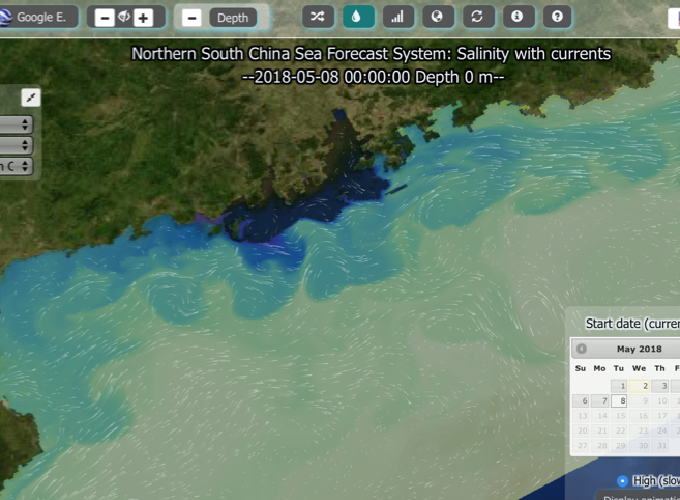 Google E.
Depth
Northern South China Sea Forecast System: Salinity with currents
--2018-05-08 00:00:00 Depth 0 m--
Start date (curre
May 2018
Su Mo Tu We Th
1 2 3
6 7 8 9 10
13 14 15 16 17
20 21 22 23 24
27 28 29 30 31
High (slo
Display animati